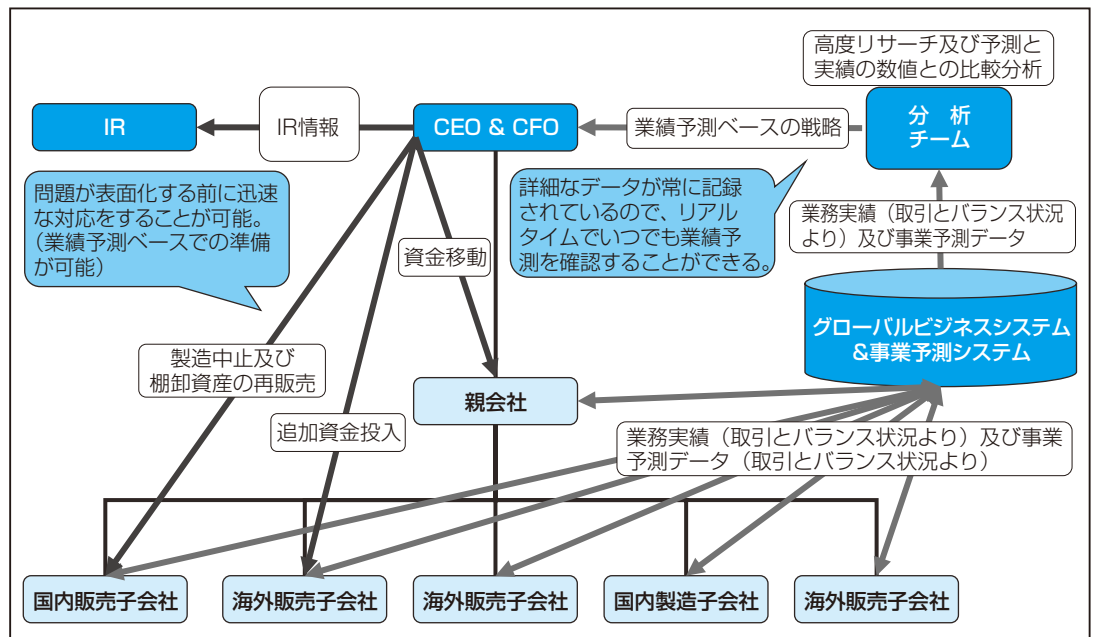 高度リサーチ及び予測と
実績の数値との比較分析
IR
IR情報
CEO & CFO
業績予測ベースの戦略
分 析
チーム
問題が表面化する前に迅速
な対応をすることが可能。
（業績予測ベースでの準備
が可能）
詳細なデータが常に記録
されているので、リアル
タイムでいつでも業績予
測を確認することができる。
業務実績（取引とバランス状況
より）及び事業予測データ
資金移動
グローバルビジネスシステム
&事業予測システム
製造中止及び
棚卸資産の再販売
親会社
追加資金投入
業務実績（取引とバランス状況より）及び事業
予測データ（取引とバランス状況より）
国内販売子会社
海外販売子会社
海外販売子会社
国内製造子会社
海外販売子会社